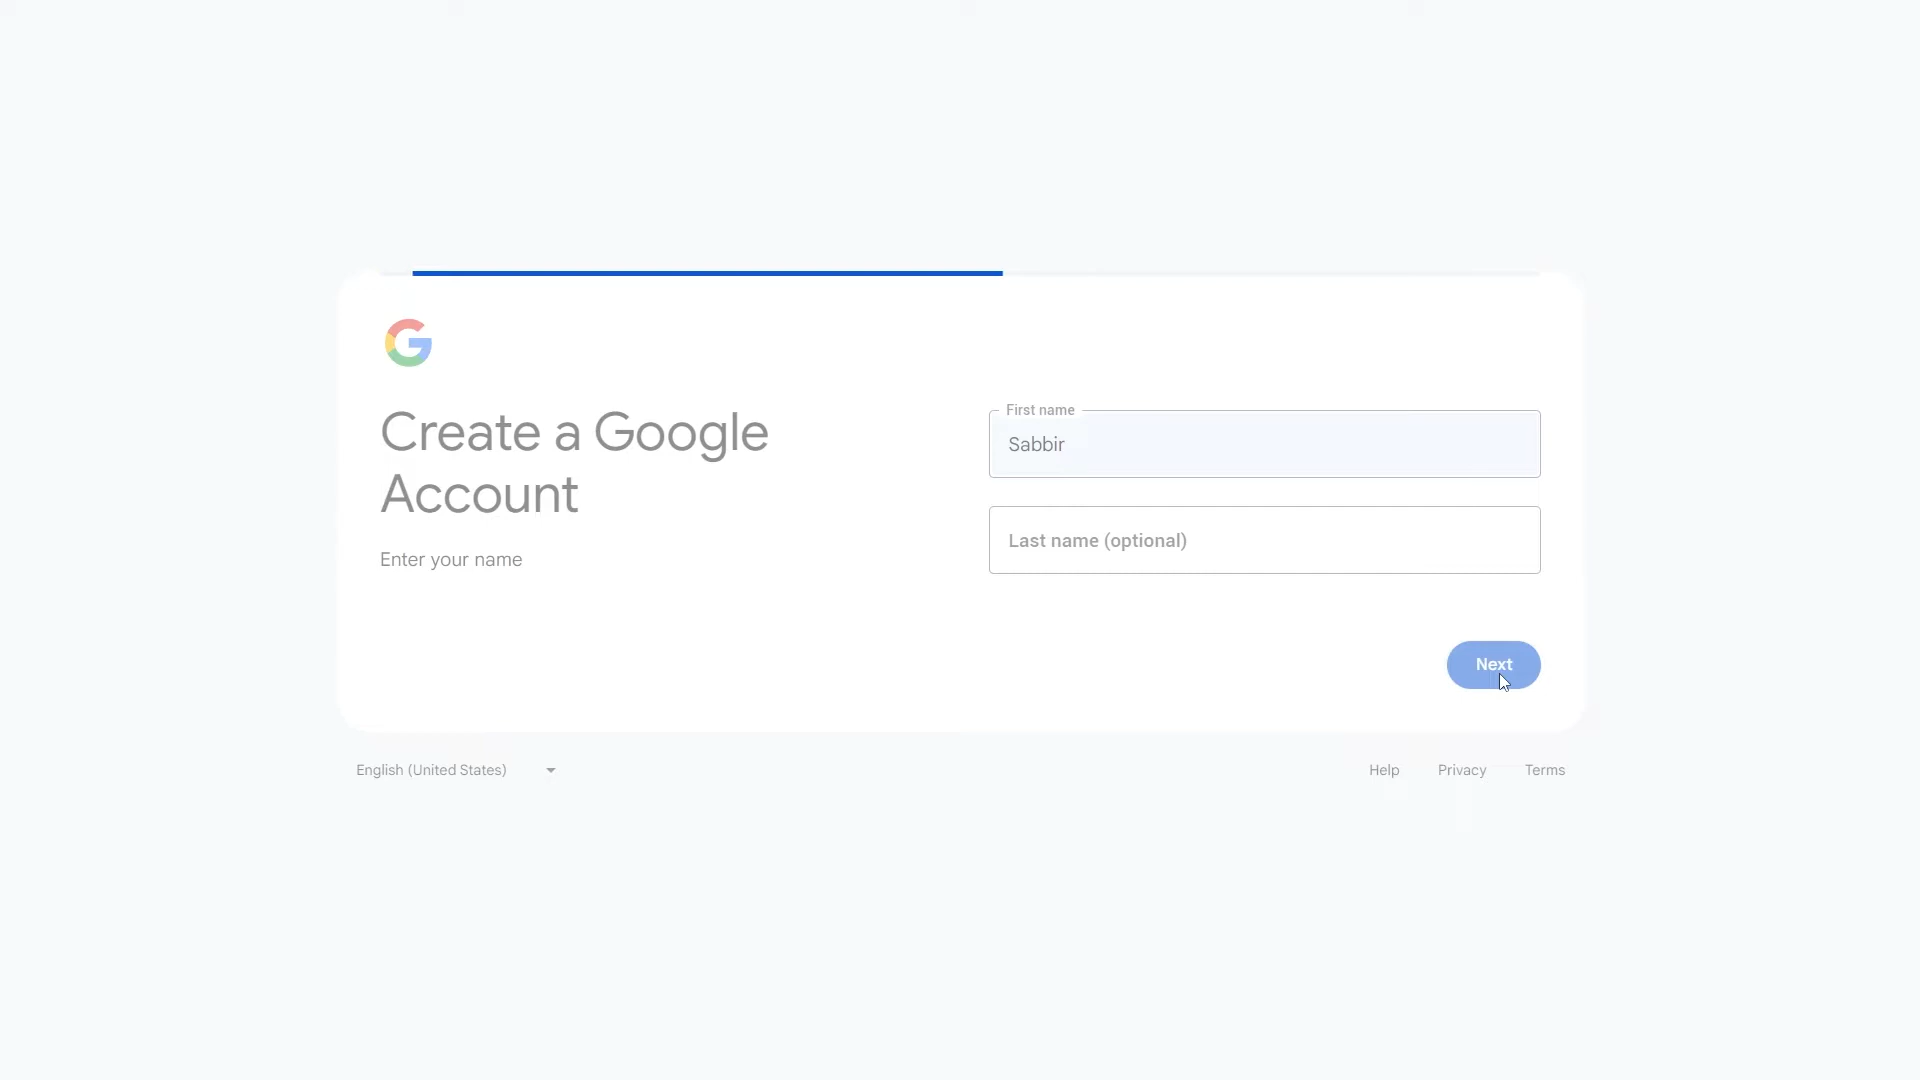 Create a Google
Account
Enter your name
First name
Sabbir
Last name (optional)
Next
English (United States)
Help
Privacy
Terms